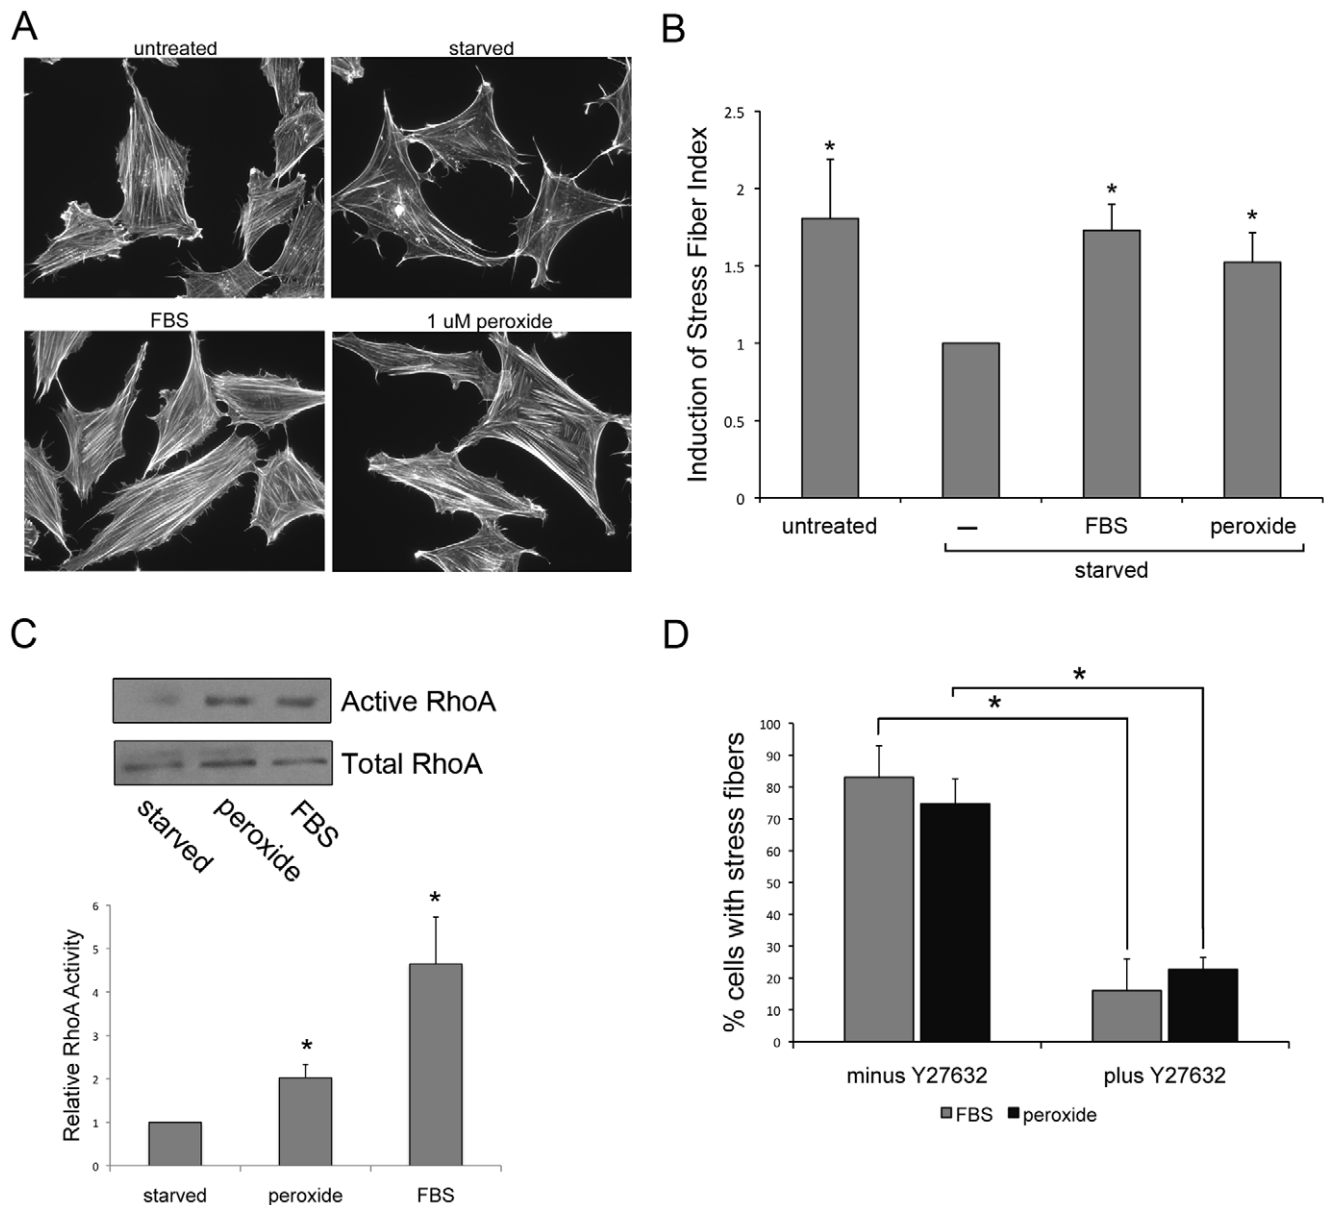 A
untreated
starved
FBS
1 uM peroxide
B
Induction of Stress Fiber Index
2.5
2
1.5
1
0.5
0
*
*
*
untreated
–
FBS
peroxide
starved
C
Active RhoA
Total RhoA
starved
peroxide
FBS
Relative RhoA Activity
6
5
4
3
2
1
0
*
*
starved
peroxide
FBS
D
% cells with stress fibers
100
90
80
70
60
50
40
30
20
10
0
*
*
minus Y27632
plus Y27632
FBS
peroxide